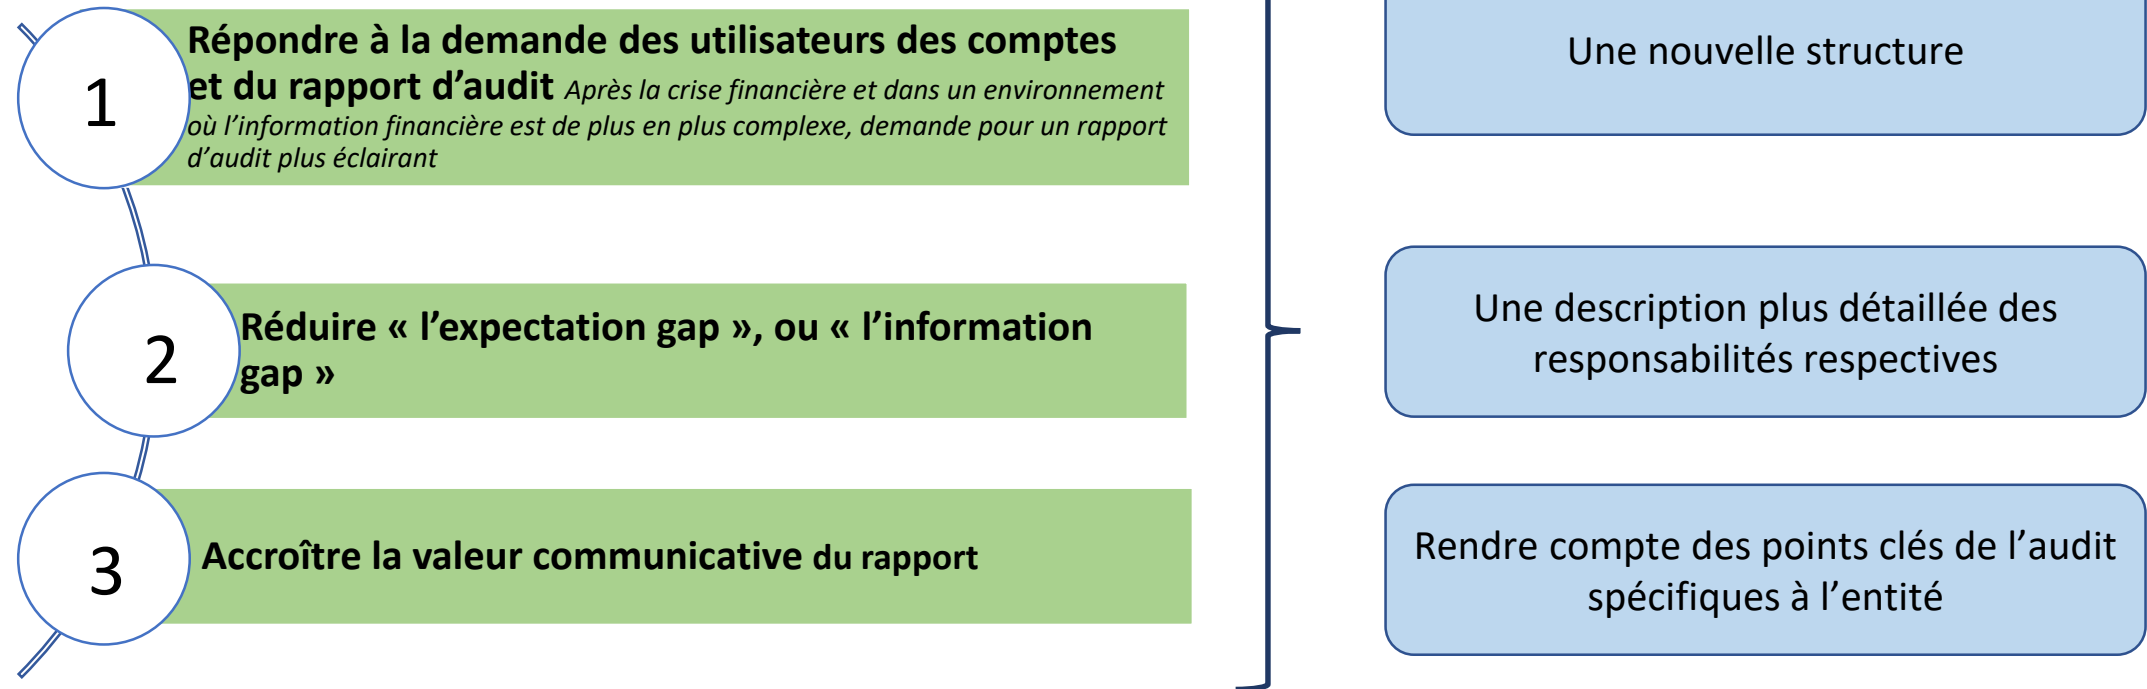 1
Répondre à la demande des utilisateurs des comptes
et du rapport d’audit Après la crise financière et dans un environnement
où l’information financière est de plus en plus complexe, demande pour un rapport
d’audit plus éclairant
2
Réduire « l’expectation gap », ou « l’information
gap »
3
Accroître la valeur communicative du rapport
Une nouvelle structure
Une description plus détaillée des
responsabilités respectives
Rendre compte des points clés de l’audit
spécifiques à l’entité